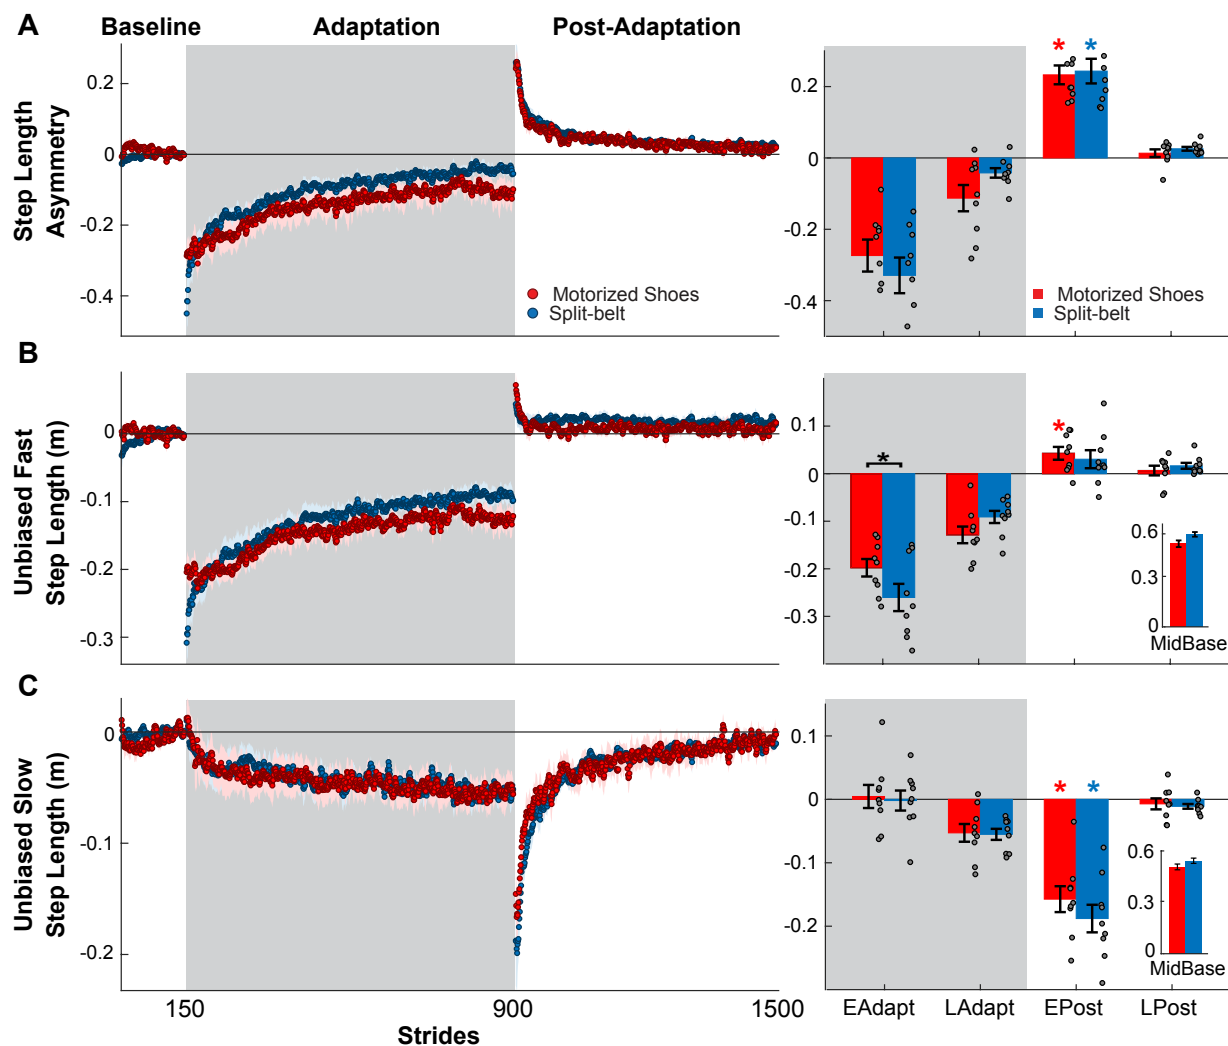 A
Baseline
Adaptation
Post-Adaptation
Step Length
Asymmetry
0.2
0
-0.2
-0.4
Motorized Shoes
Split-belt
0.2
0
-0.2
-0.4
* *
Motorized Shoes
Split-belt
B
Unbiased Fast
Step Length (m)
0
-0.1
-0.2
-0.3
0.1
0
-0.1
-0.2
-0.3
*
*
0.6
0.3
0
MidBase
C
Unbiased Slow
Step Length (m)
0
-0.1
-0.2
150
900
1500
Strides
0.1
0
-0.1
-0.2
* *
0.6
0.3
0
MidBase
EAdapt
LAdapt
EPost
LPost